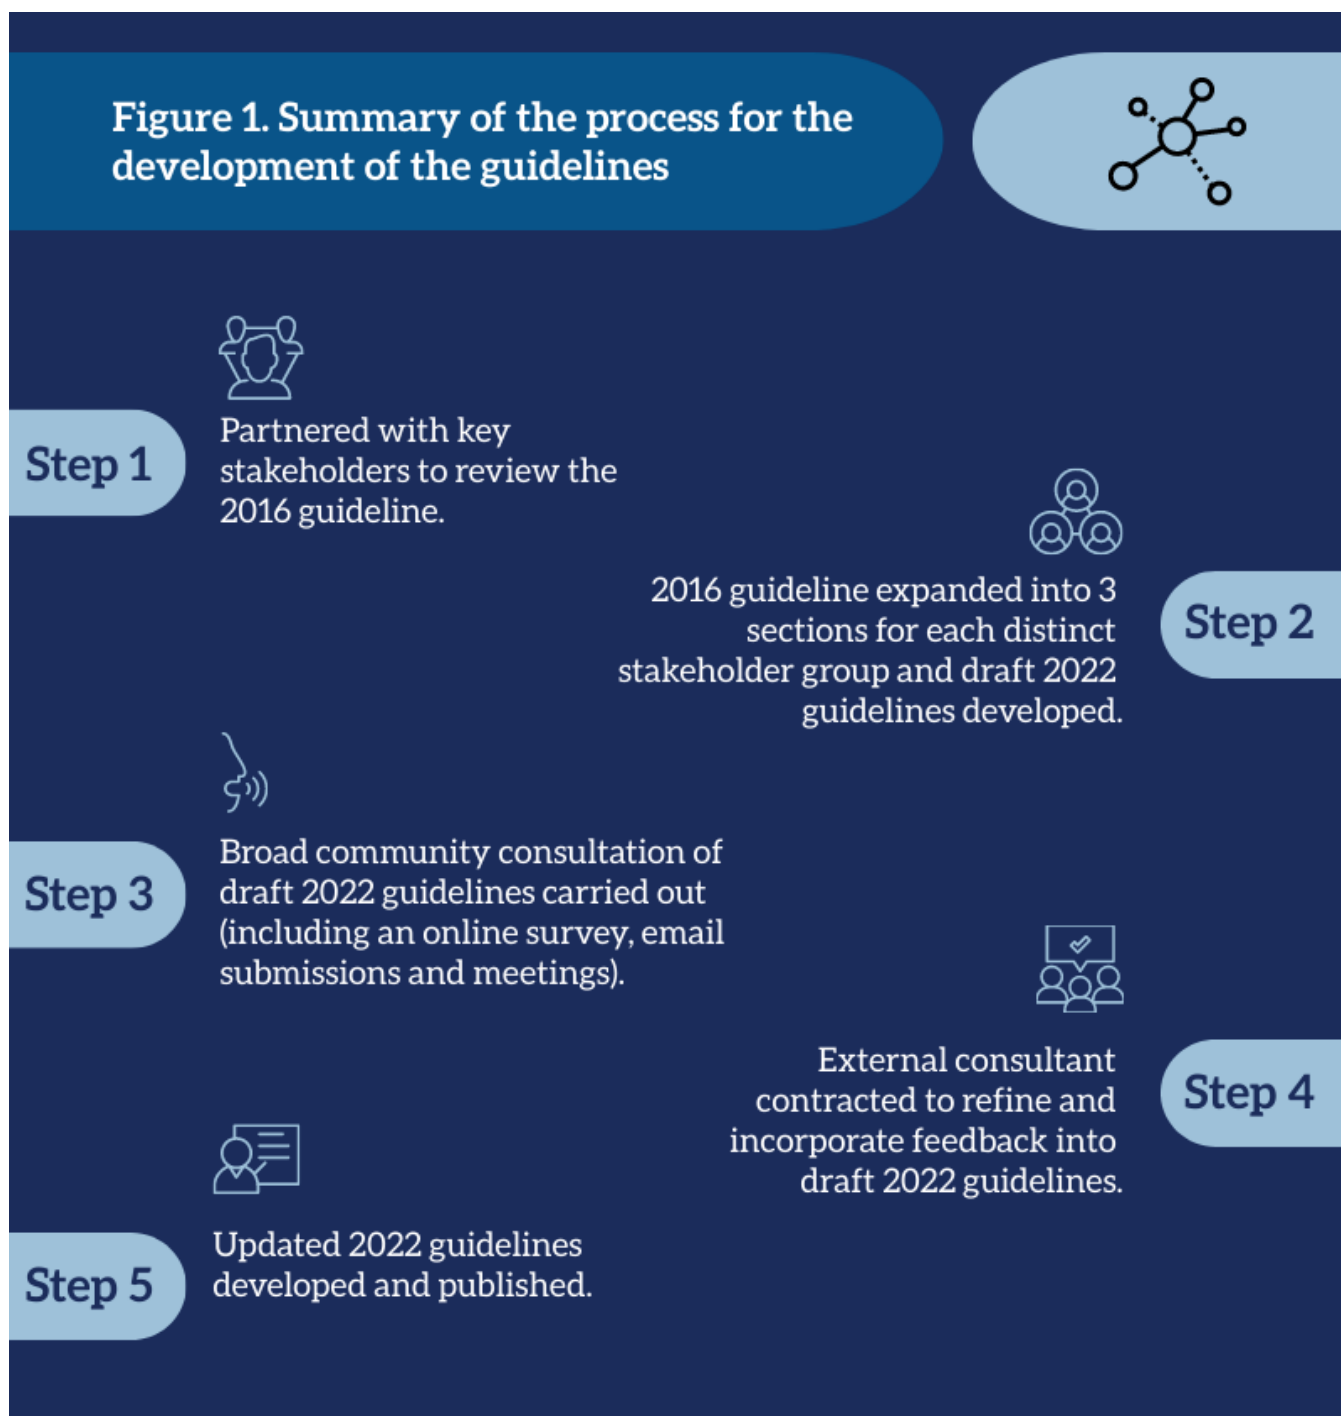 Figure 1. Summary of the process for the
development of the guidelines
Step 1
Partnered with key
stakeholders to review the
2016 guideline.
Step 2
2016 guideline expanded into 3
sections for each distinct
stakeholder group and draft 2022
guidelines developed.
Step 3
Broad community consultation of
draft 2022 guidelines carried out
(including an online survey, email
submissions and meetings).
Step 4
External consultant
contracted to refine and
incorporate feedback into
draft 2022 guidelines.
Step 5
Updated 2022 guidelines
developed and published.